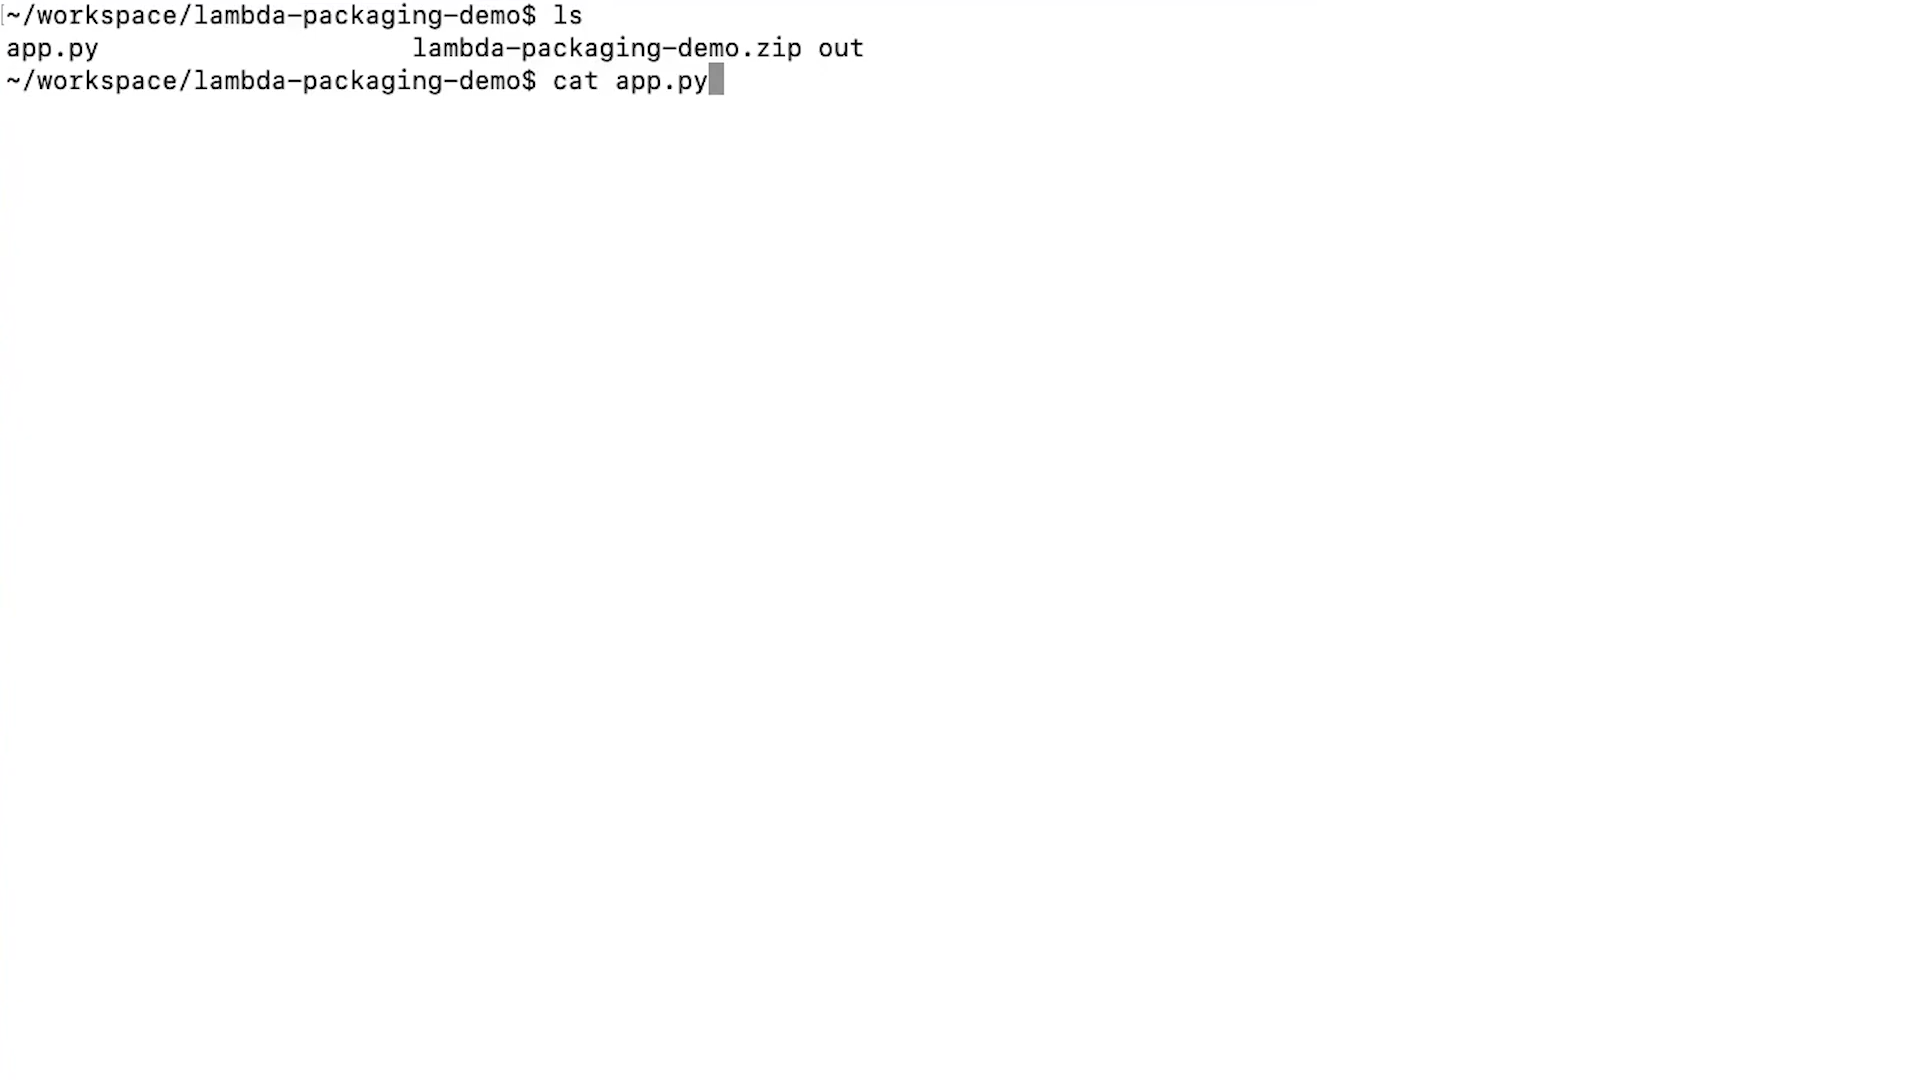 ~/workspace/lambda-packaging-demo$ ls
app.py lambda-packaging-demo.zip out
~/workspace/lambda-packaging-demo$ cat app.py